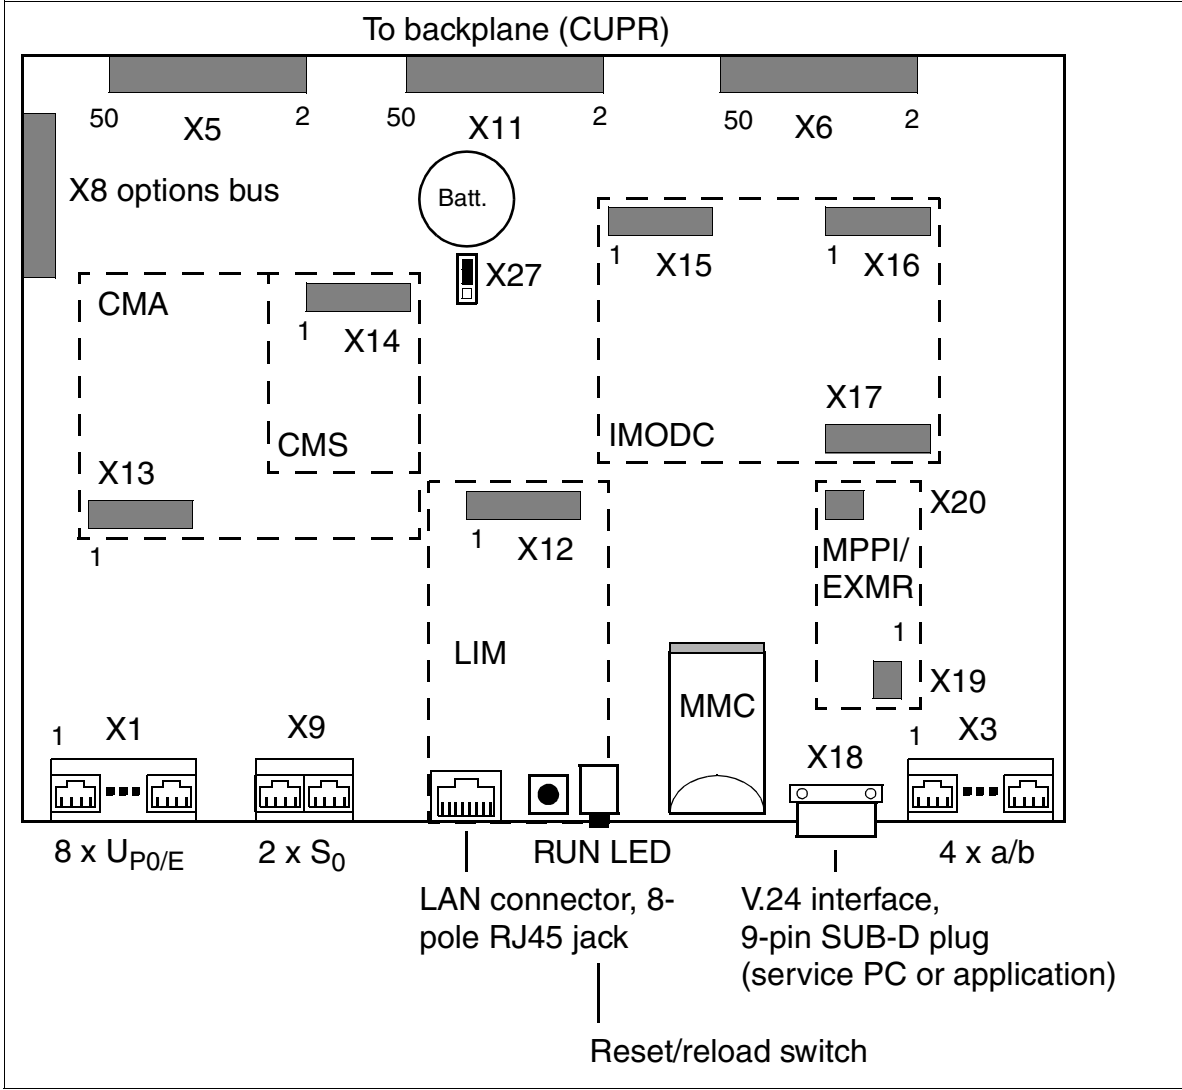 To backplane (CUPR)
50 X5 2
50 X11 2
50 X6 2
X8 options bus
Batt.
X27
1 X15
1 X16
CMA
1 X14
CMS
X17
IMODC
X13
1
1 X12
X20
MPPI/
EXMR
1
X19
LIM
MMC
1 X1
X9
X18
1 X3
8 x UP0/E
2 x S0
RUN LED
4 x a/b
LAN connector, 8-
pole RJ45 jack
V.24 interface,
9-pin SUB-D plug
(service PC or application)
Reset/reload switch